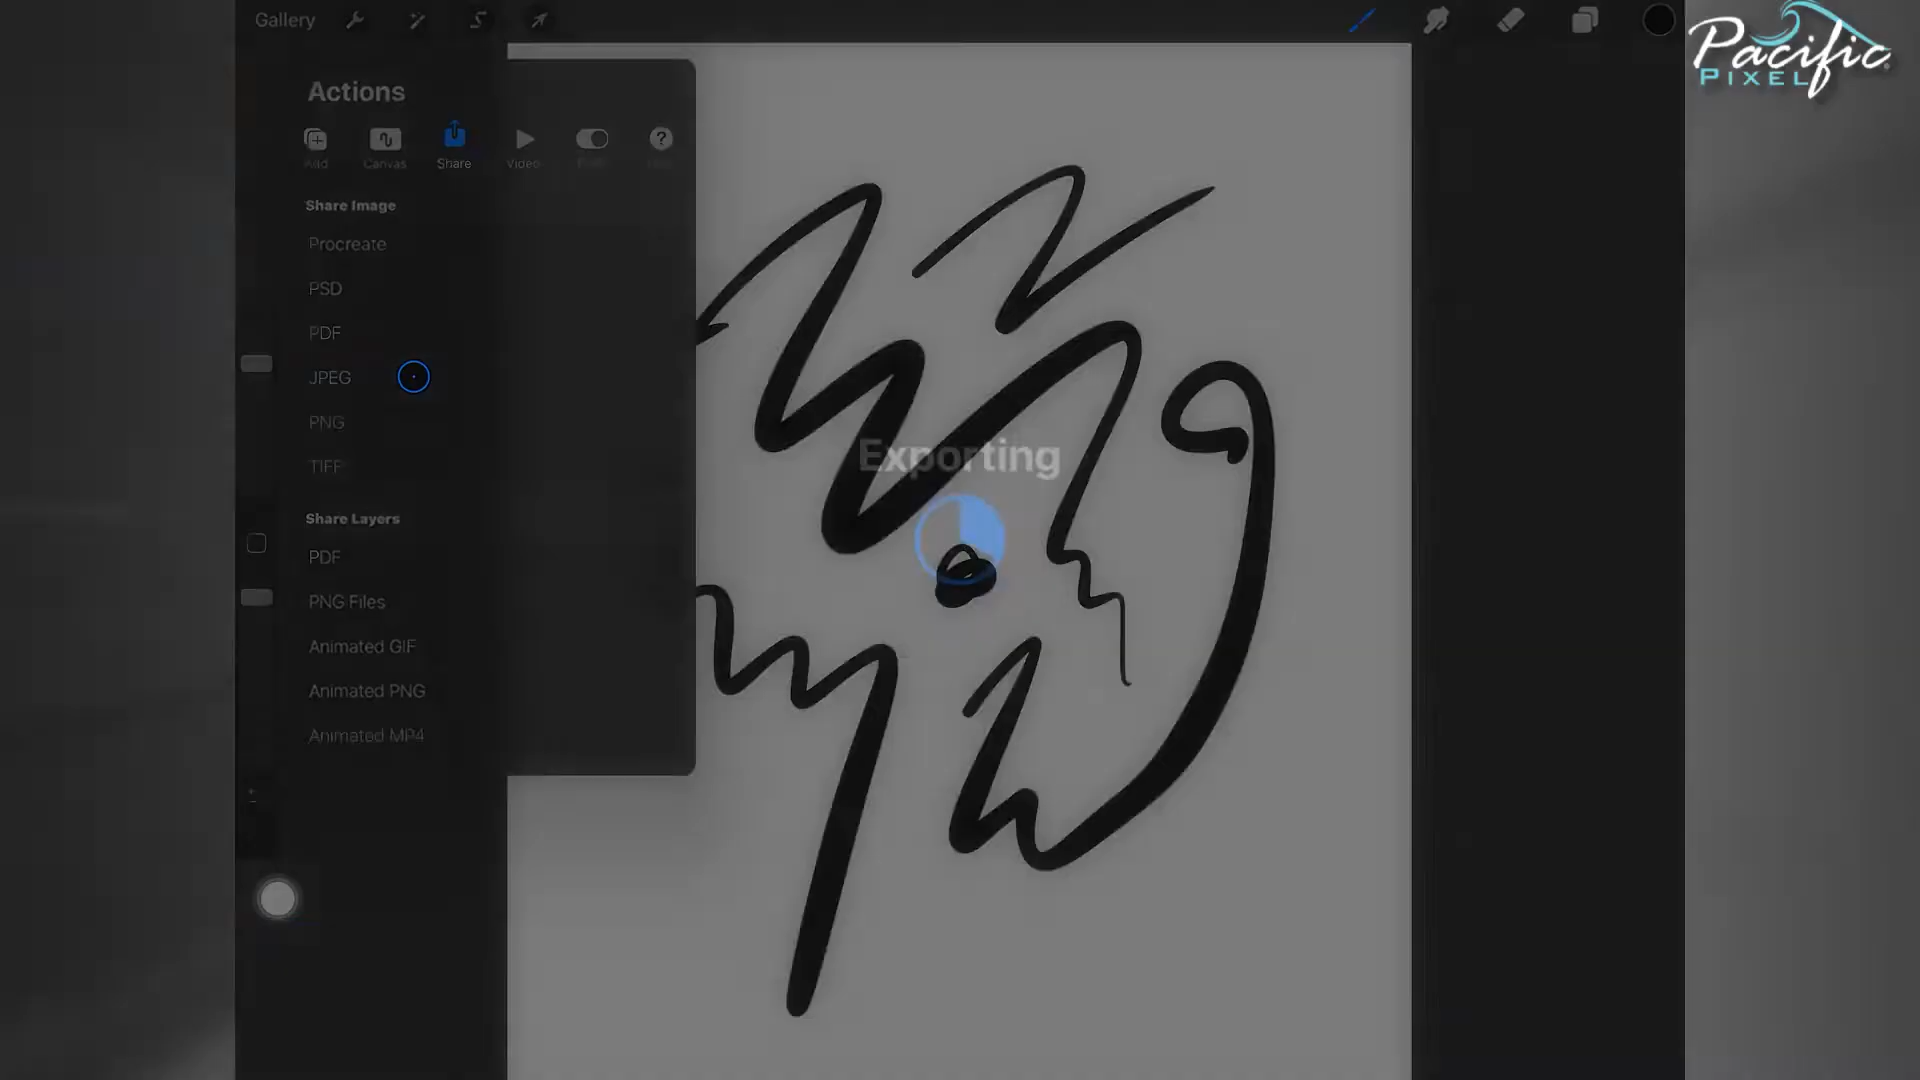 Gallery
Pacific
PIXEL
Actions
Add Canvas Share Video
Share Image
Procreate
PSD
PDF
JPEG
PNG
TIFF
Exporting
Share Layers
PDF
PNG Files
Animated GIF
Animated PNG
Animated MP4